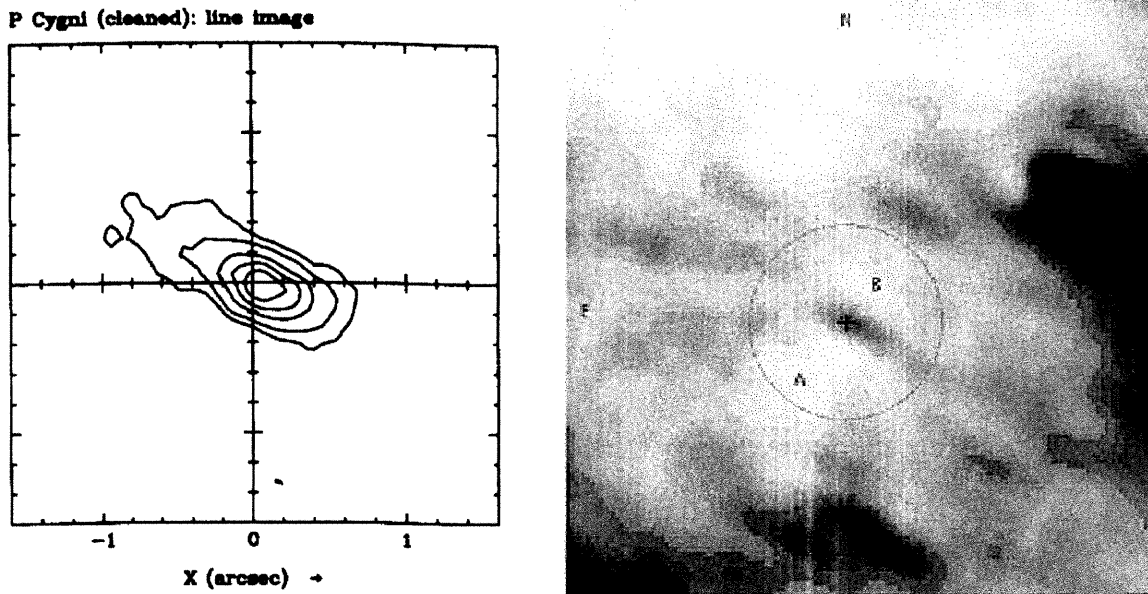 P Cygni (cleaned): line image
N
B
E
A
-1 0 1
X (arcsec) →